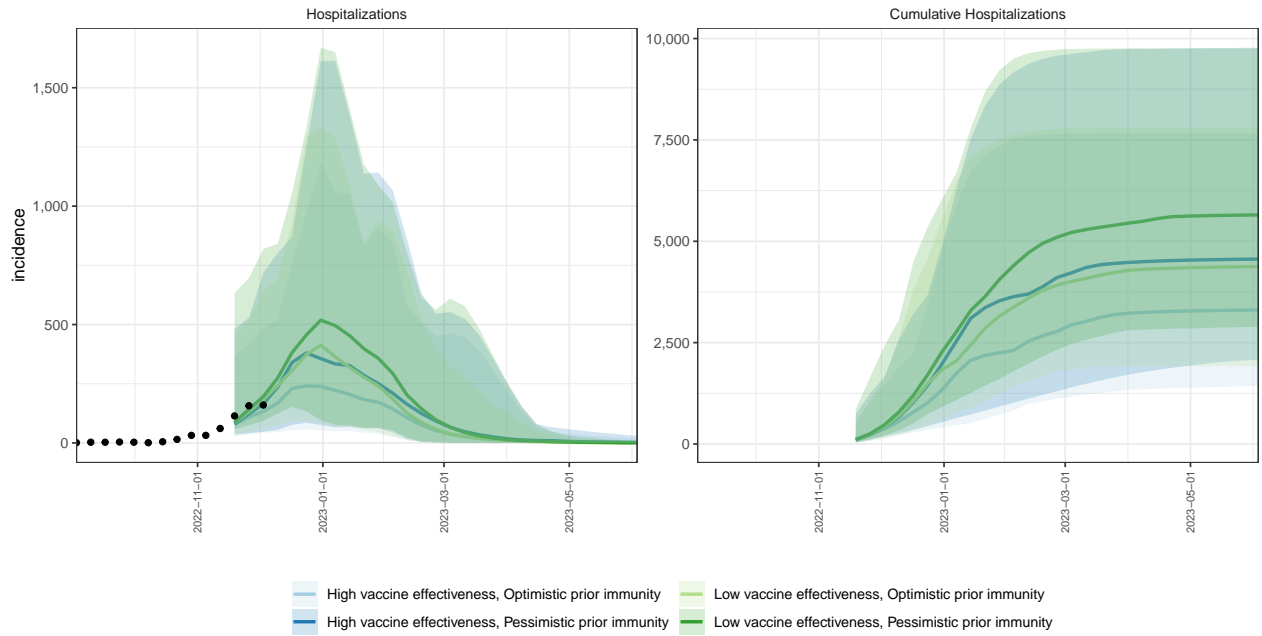 Hospitalizations
Cumulative Hospitalizations
incidence
1,500
1,000
500
0
10,000
7,500
5,000
2,500
0
2022−11−01
2023−01−01
2023−03−01
2023−05−01
2022−11−01
2023−01−01
2023−03−01
2023−05−01
High vaccine effectiveness, Optimistic prior immunity
Low vaccine effectiveness, Optimistic prior immunity
High vaccine effectiveness, Pessimistic prior immunity
Low vaccine effectiveness, Pessimistic prior immunity